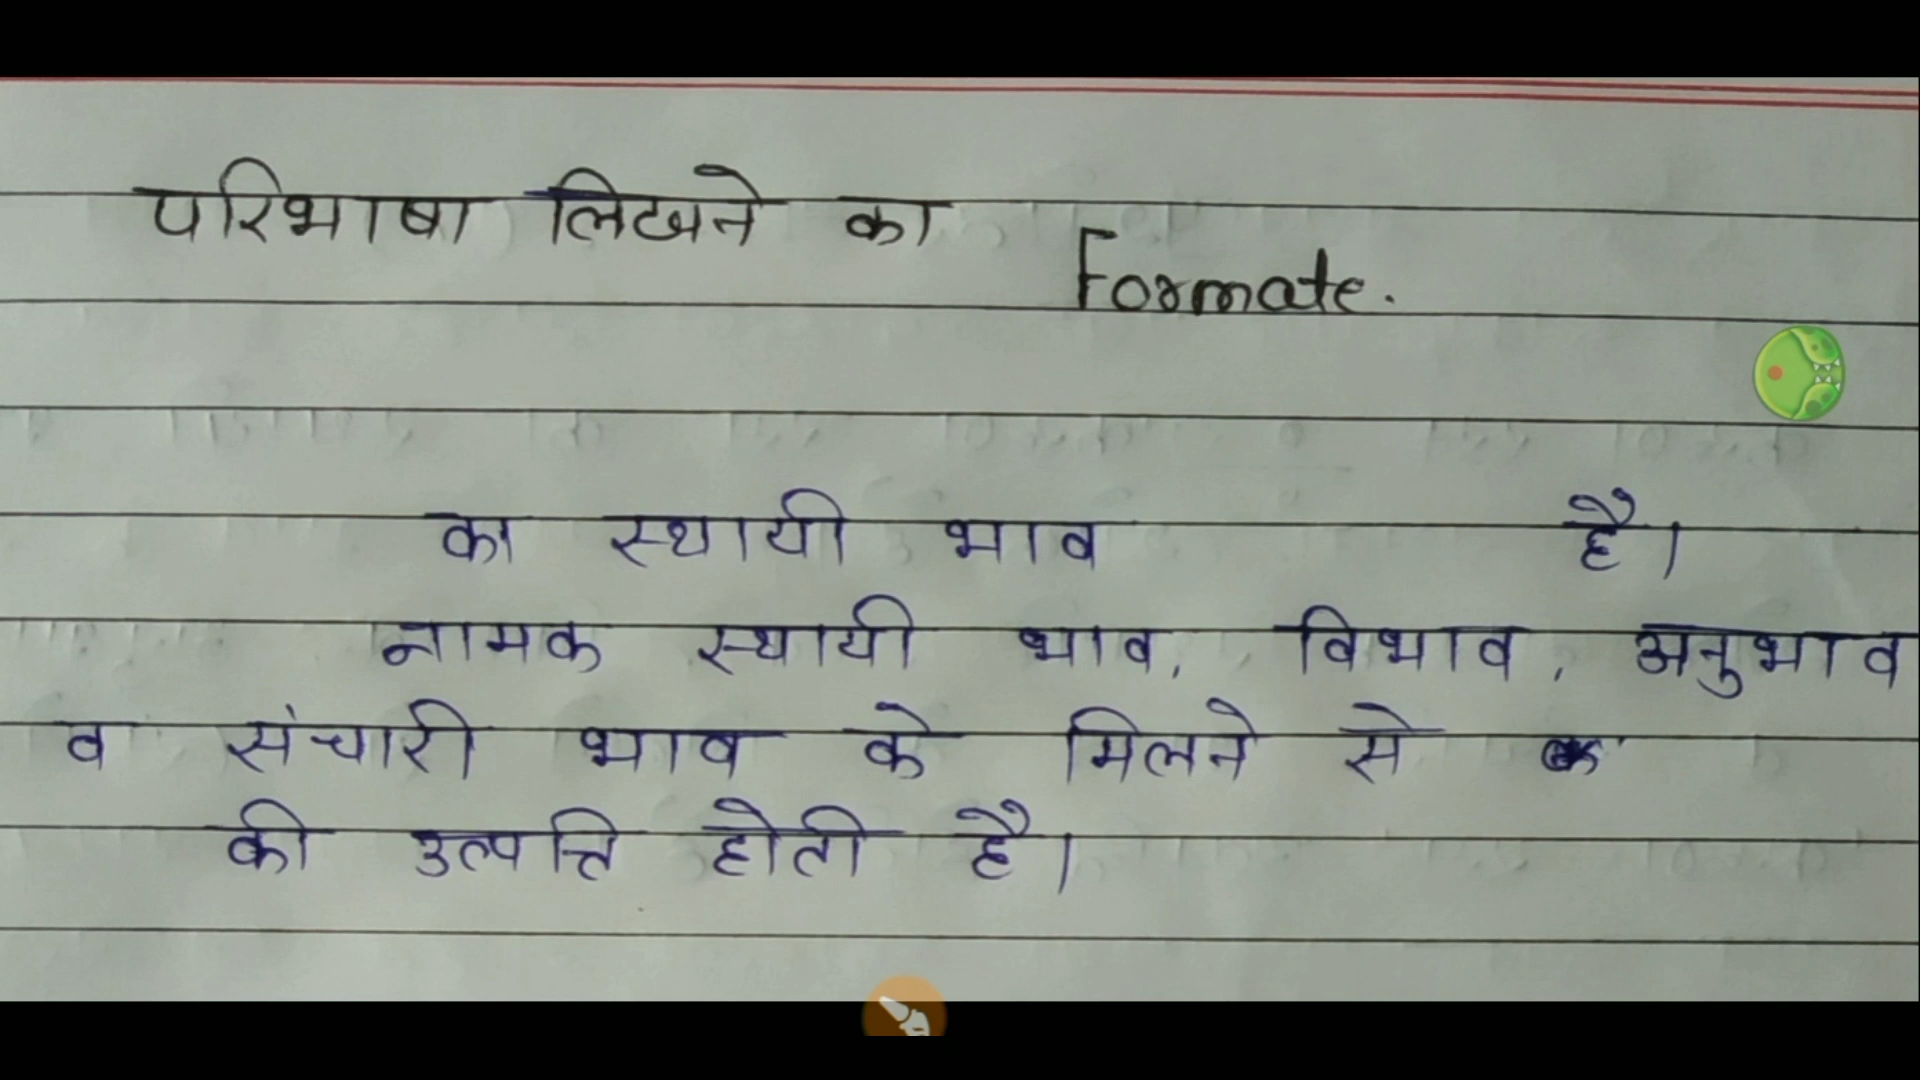 परिभाषा लिखने का
Formate.
का स्थायी भाव है।
नामक स्थायी भाव, विभाव, अनुभाव
व संचारी भाव के मिलने से
की उत्पत्ति होती है।